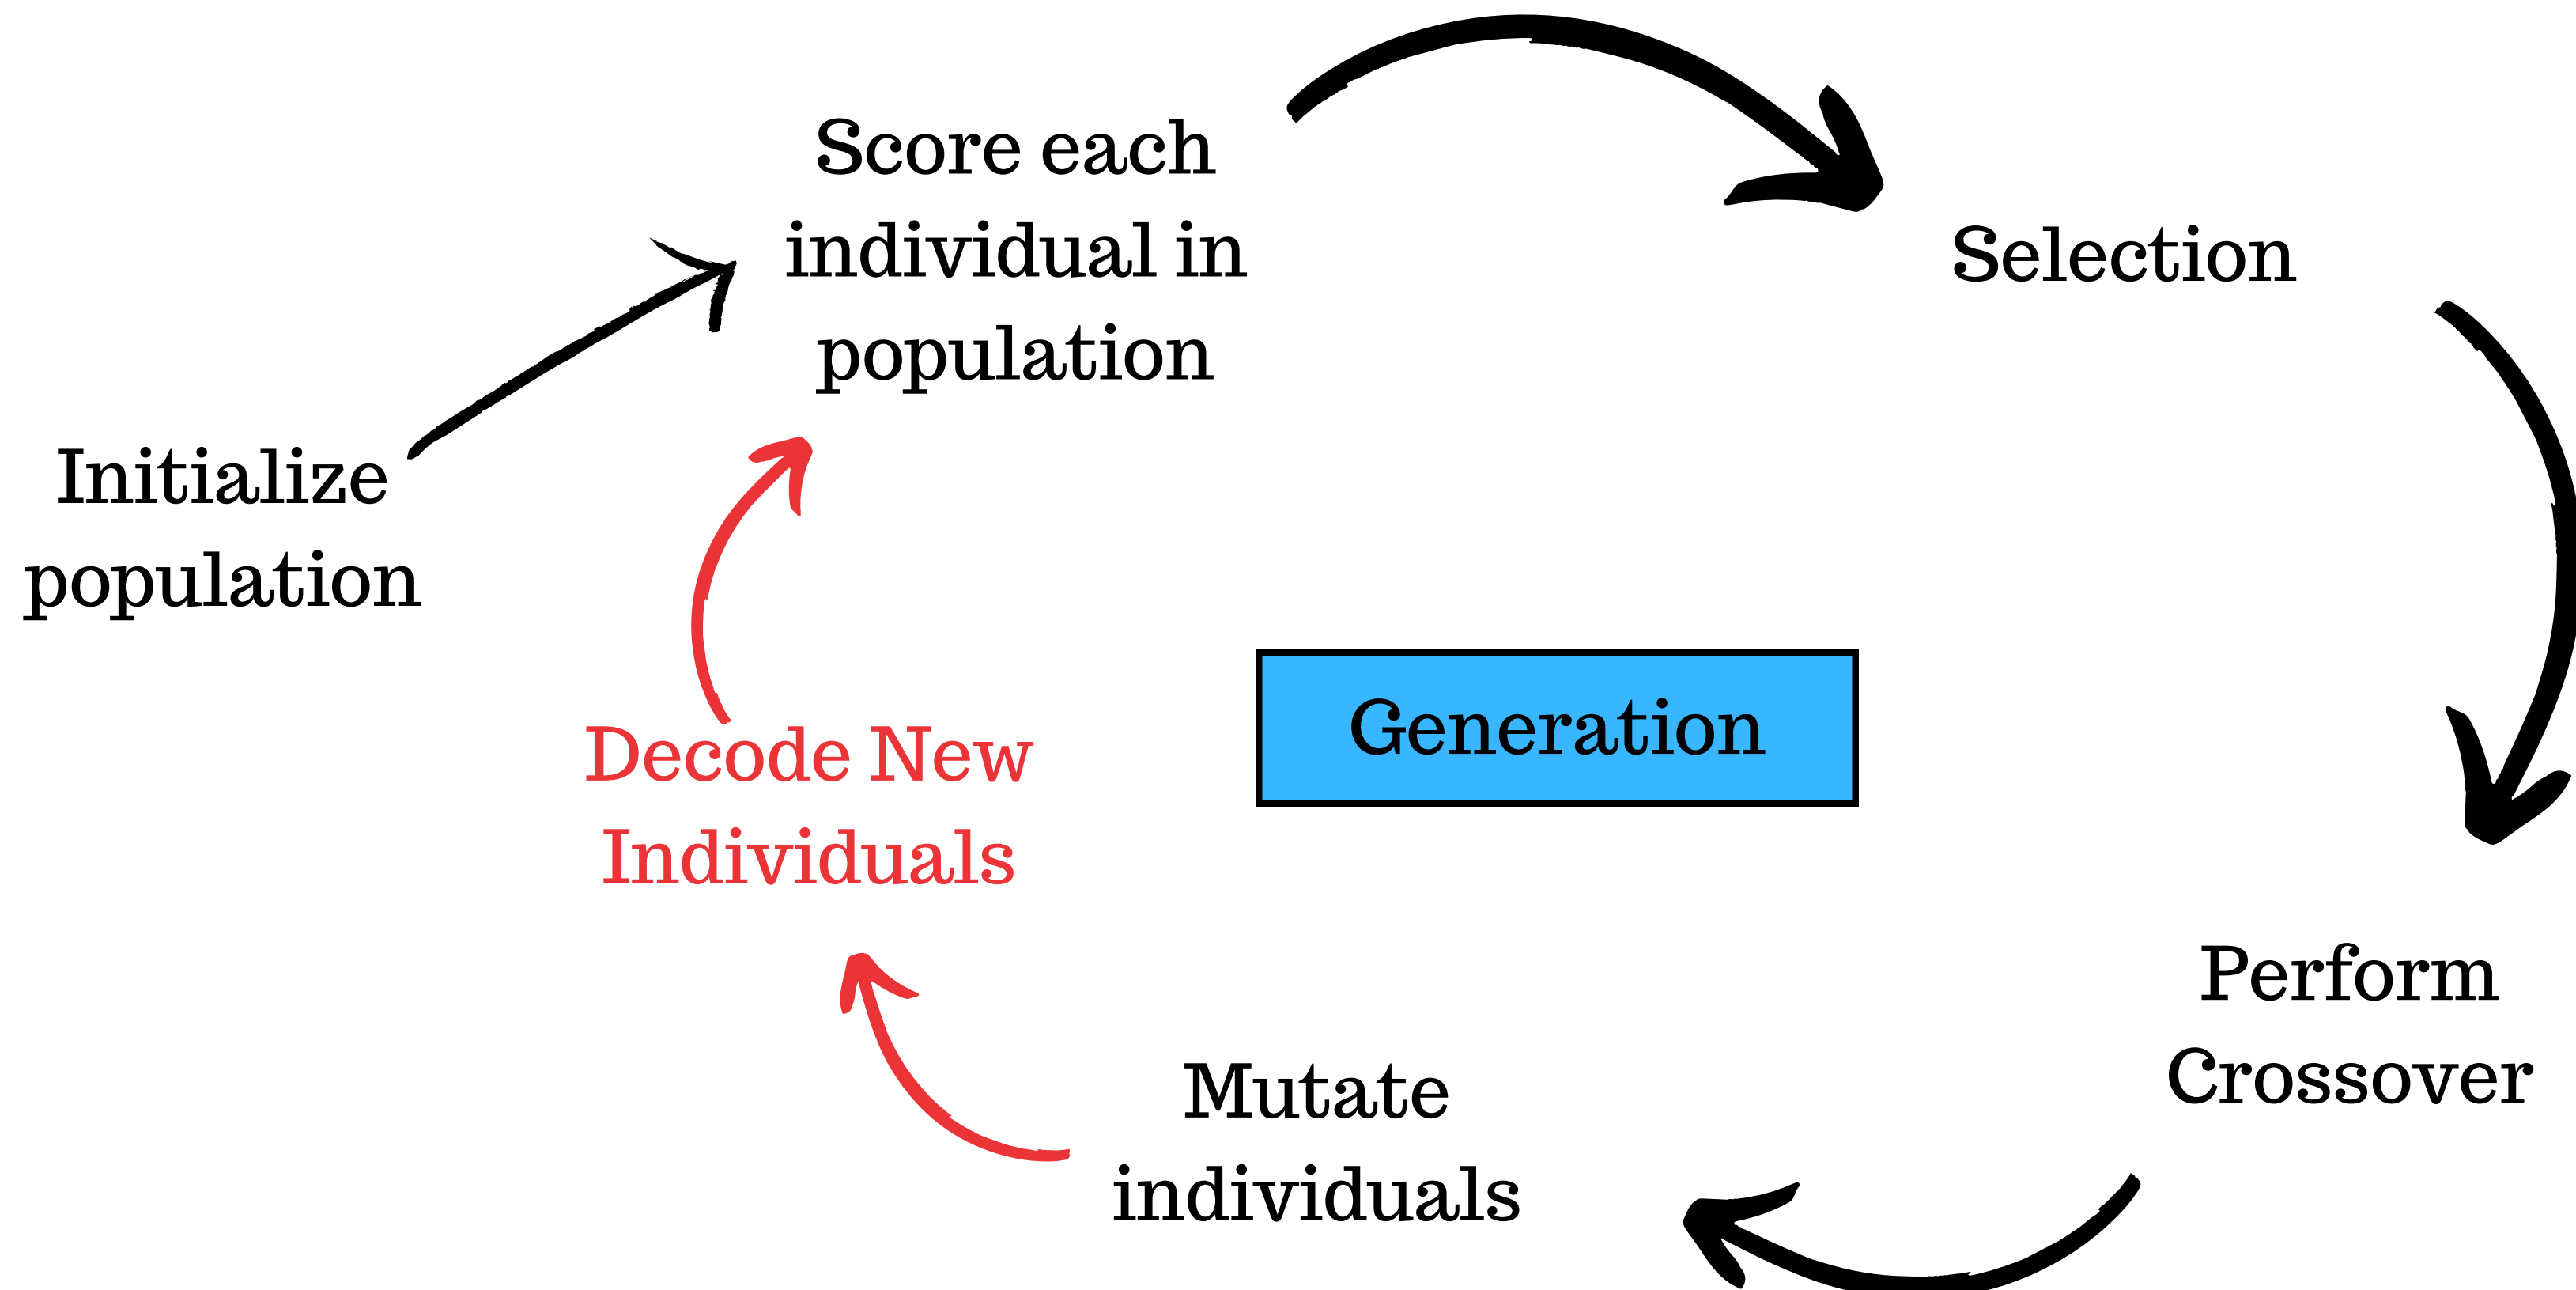 Score each
individual in
population
Selection
Initialize
population
Generation
Decode New
Individuals
Perform
Crossover
Mutate
individuals